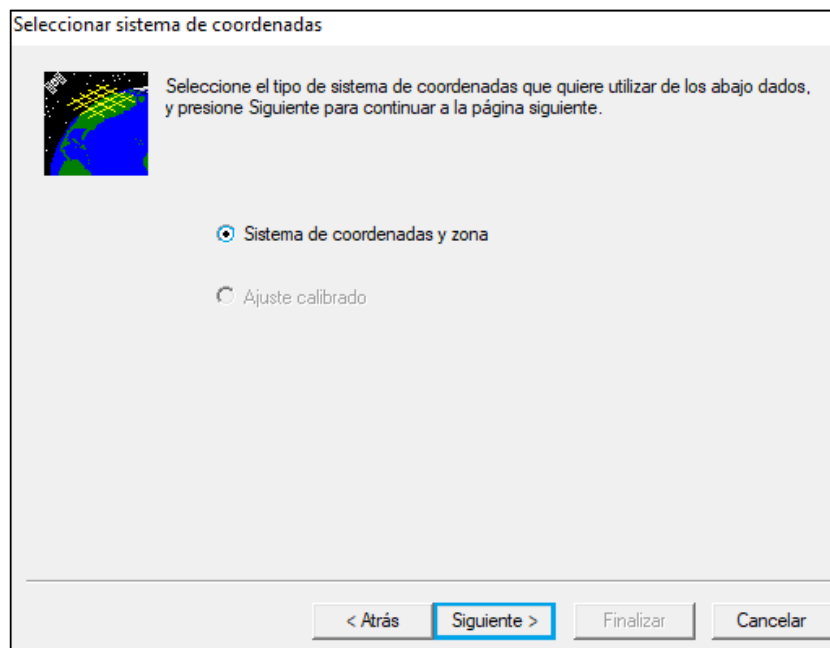 Seleccionar sistema de coordenadas
Seleccione el tipo de sistema de coordenadas que quiere utilizar de los abajo dados,
y presione Siguiente para continuar a la página siguiente.
Sistema de coordenadas y zona
Ajuste calibrado
< Atrás Siguiente > Finalizar Cancelar